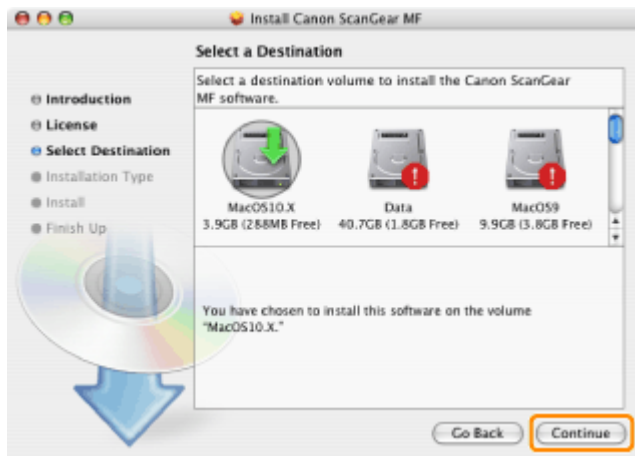 Install Canon ScanGear MF
Select a Destination
Select a destination volume to install the Canon ScanGear
MF software.
Introduction
License
Select Destination
Installation Type
Install
Finish Up
MacOS10.X
3.9GB (288MB Free)
Data
40.7GB (1.8GB Free)
MacOS9
9.9GB (3.8GB Free)
You have chosen to install this software on the volume
"MacOS10.X."
Go Back
Continue